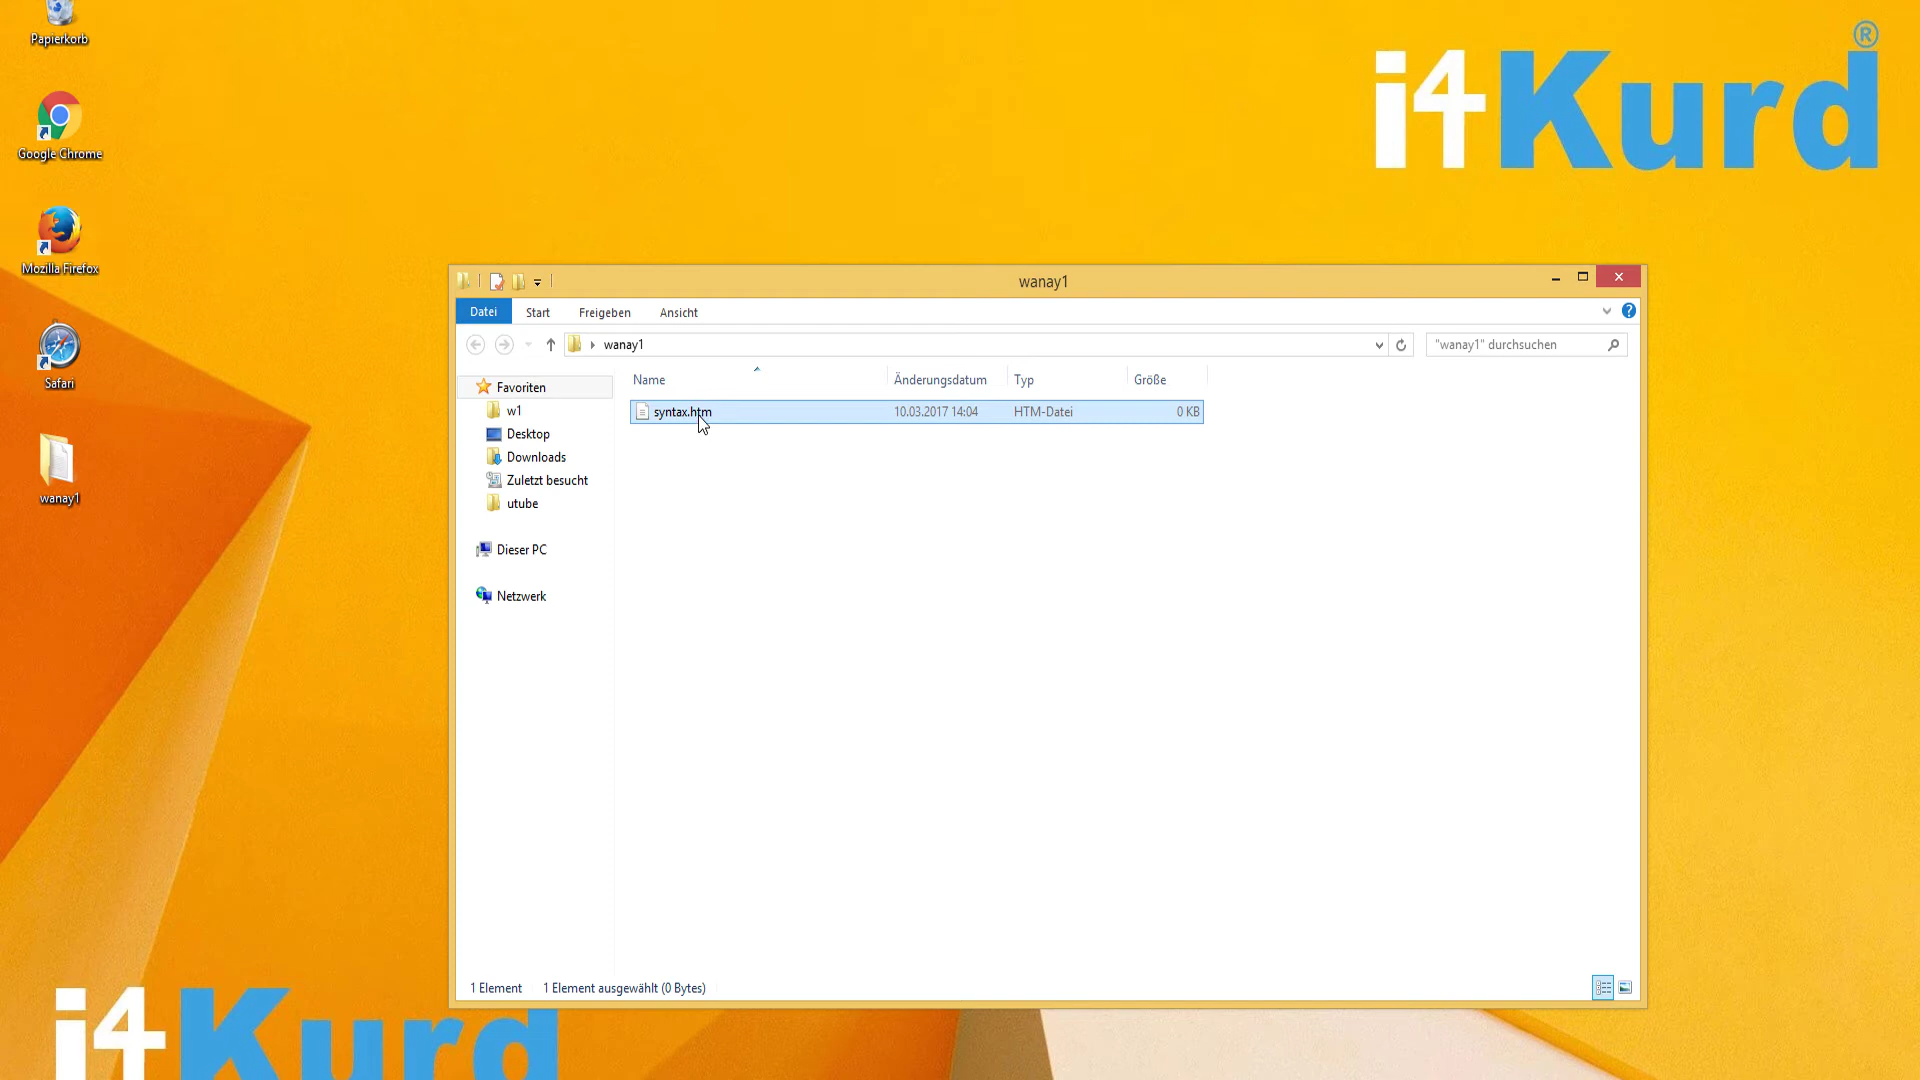 Papierkorb
Google Chrome
Mozilla Firefox
Safari
wanay1
®
i4Kurd
wanay1
Datei Start Freigeben Ansicht
wanay1 "wanay1" durchsuchen
Name Änderungsdatum Typ Größe
syntax.htm 10.03.2017 14:04 HTM-Datei 0 KB
Favoriten
w1
Desktop
Downloads
Zuletzt besucht
utube
Dieser PC
Netzwerk
1 Element 1 Element ausgewählt (0 Bytes)
i4Kurd